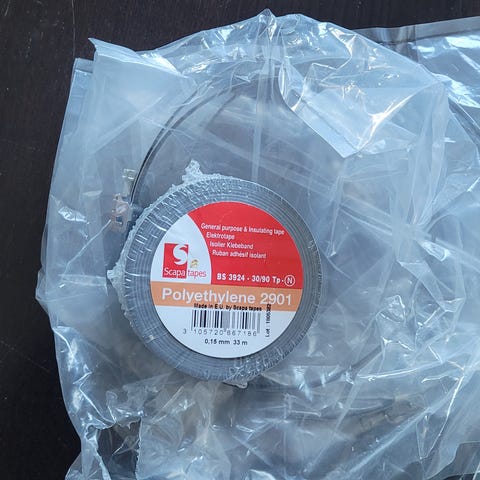 General purpose & Insulating tape
Elektrotape
Isolier Klebeband
Ruban adhésif isolant
S
Scapa tapes
BS 3924 - 30/90 Tp - N
Polyethylene 2901
Made in E.U. by Scapa tapes
3 105720 667186
0,15 mm 33 m
Lot